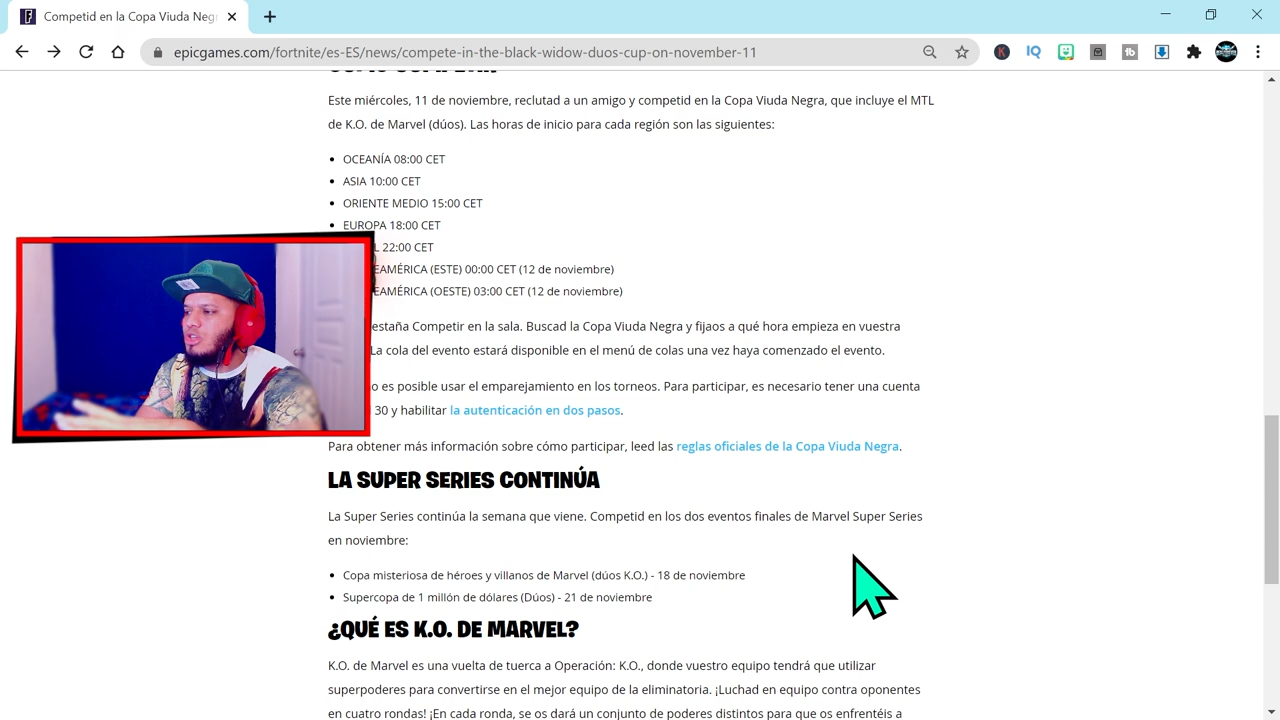 Competid en la Copa Viuda Negr
epicgames.com/fortnite/es-ES/news/compete-in-the-black-widow-duos-cup-on-november-11
K
IQ
tb
Este miércoles, 11 de noviembre, reclutad a un amigo y competid en la Copa Viuda Negra, que incluye el MTL
de K.O. de Marvel (dúos). Las horas de inicio para cada región son las siguientes:
• OCEANÍA 08:00 CET
• ASIA 10:00 CET
• ORIENTE MEDIO 15:00 CET
• EUROPA 18:00 CET
L 22:00 CET
EAMÉRICA (ESTE) 00:00 CET (12 de noviembre)
EAMÉRICA (OESTE) 03:00 CET (12 de noviembre)
estaña Competir en la sala. Buscad la Copa Viuda Negra y fijaos a qué hora empieza en vuestra
La cola del evento estará disponible en el menú de colas una vez haya comenzado el evento.
o es posible usar el emparejamiento en los torneos. Para participar, es necesario tener una cuenta
30 y habilitar la autenticación en dos pasos.
Para obtener más información sobre cómo participar, leed las reglas oficiales de la Copa Viuda Negra.
LA SUPER SERIES CONTINÚA
La Super Series continúa la semana que viene. Competid en los dos eventos finales de Marvel Super Series
en noviembre:
• Copa misteriosa de héroes y villanos de Marvel (dúos K.O.) - 18 de noviembre
• Supercopa de 1 millón de dólares (Dúos) - 21 de noviembre
¿QUÉ ES K.O. DE MARVEL?
K.O. de Marvel es una vuelta de tuerca a Operación: K.O., donde vuestro equipo tendrá que utilizar
superpoderes para convertirse en el mejor equipo de la eliminatoria. ¡Luchad en equipo contra oponentes
en cuatro rondas! ¡En cada ronda, se os dará un conjunto de poderes distintos para que os enfrentéis a